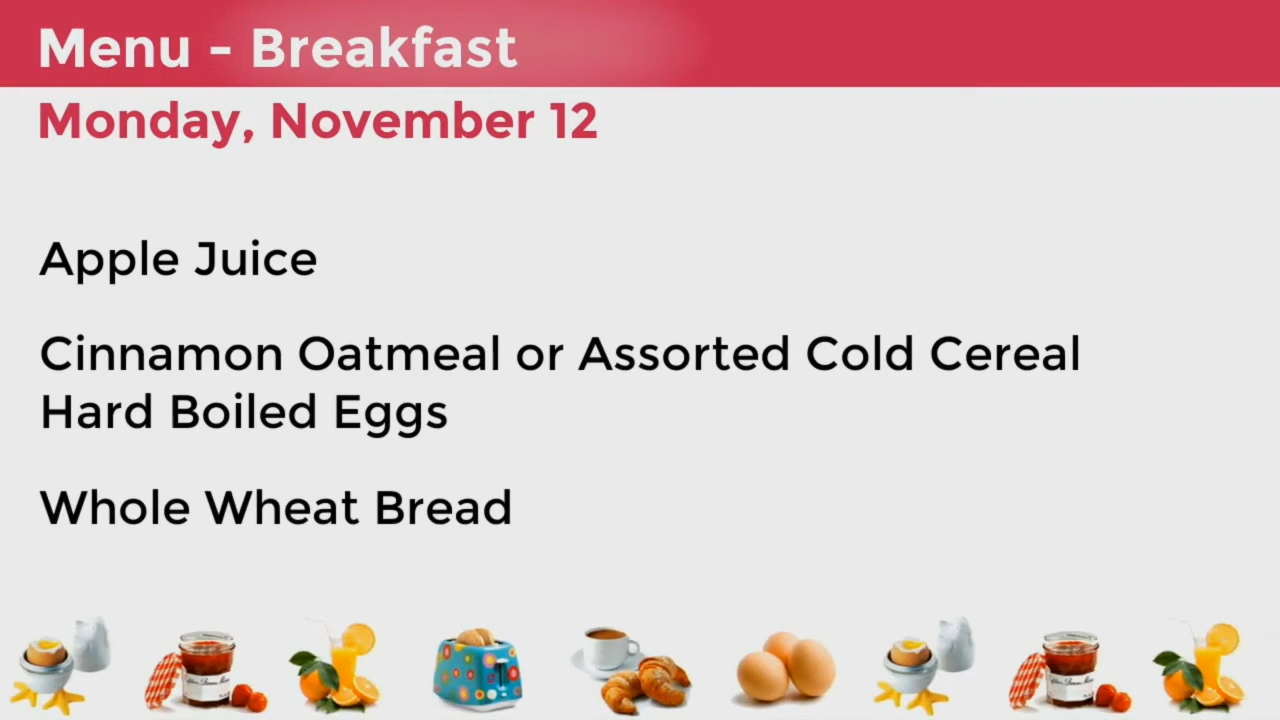 Menu - Breakfast
Monday, November 12
Apple Juice
Cinnamon Oatmeal or Assorted Cold Cereal
Hard Boiled Eggs
Whole Wheat Bread